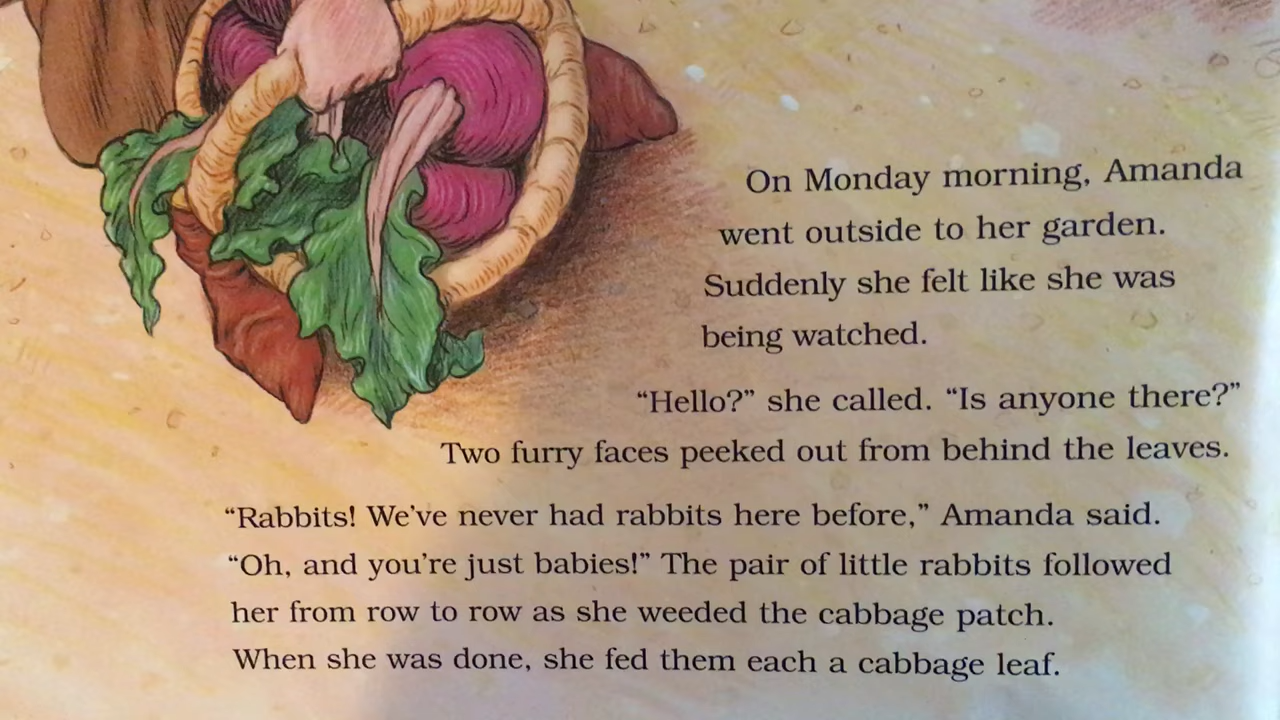 On Monday morning, Amanda
went outside to her garden.
Suddenly she felt like she was
being watched.
“Hello?” she called. “Is anyone there?”
Two furry faces peeked out from behind the leaves.
“Rabbits! We’ve never had rabbits here before,” Amanda said.
“Oh, and you’re just babies!” The pair of little rabbits followed
her from row to row as she weeded the cabbage patch.
When she was done, she fed them each a cabbage leaf.